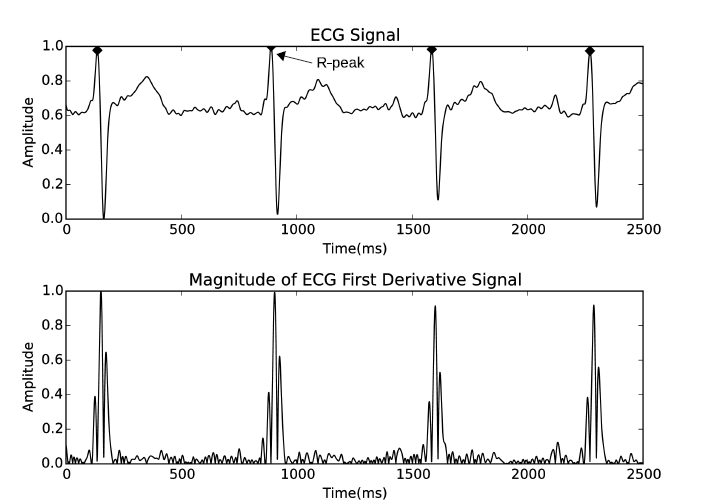 ECG Signal
R-peak
Amplitude
1.0
0.8
0.6
0.4
0.2
0.0
0 500 1000 1500 2000 2500
Time(ms)
Magnitude of ECG First Derivative Signal
Amplitude
1.0
0.8
0.6
0.4
0.2
0.0
0 500 1000 1500 2000 2500
Time(ms)